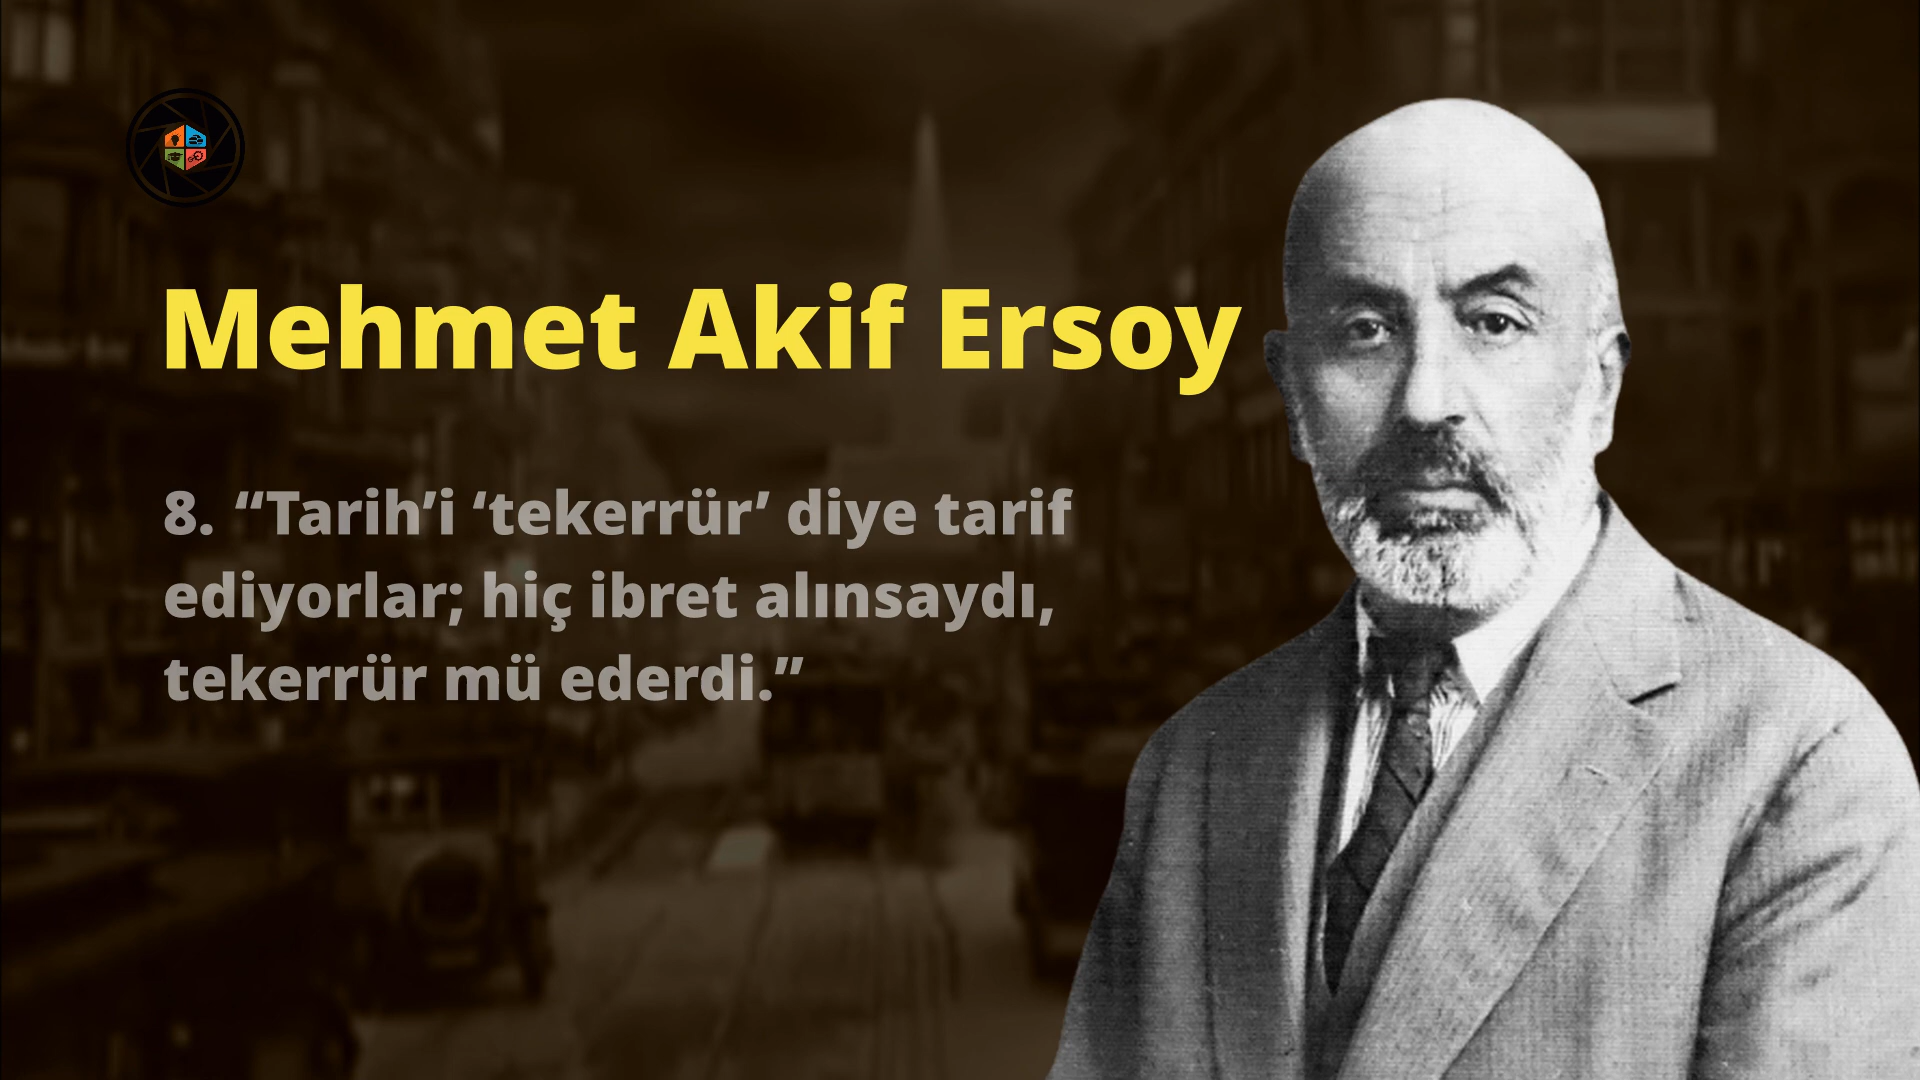 Mehmet Akif Ersoy
8. “Tarih’i ‘tekerrür’ diye tarif
ediyorlar; hiç ibret alınsaydı,
tekerrür mü ederdi.”